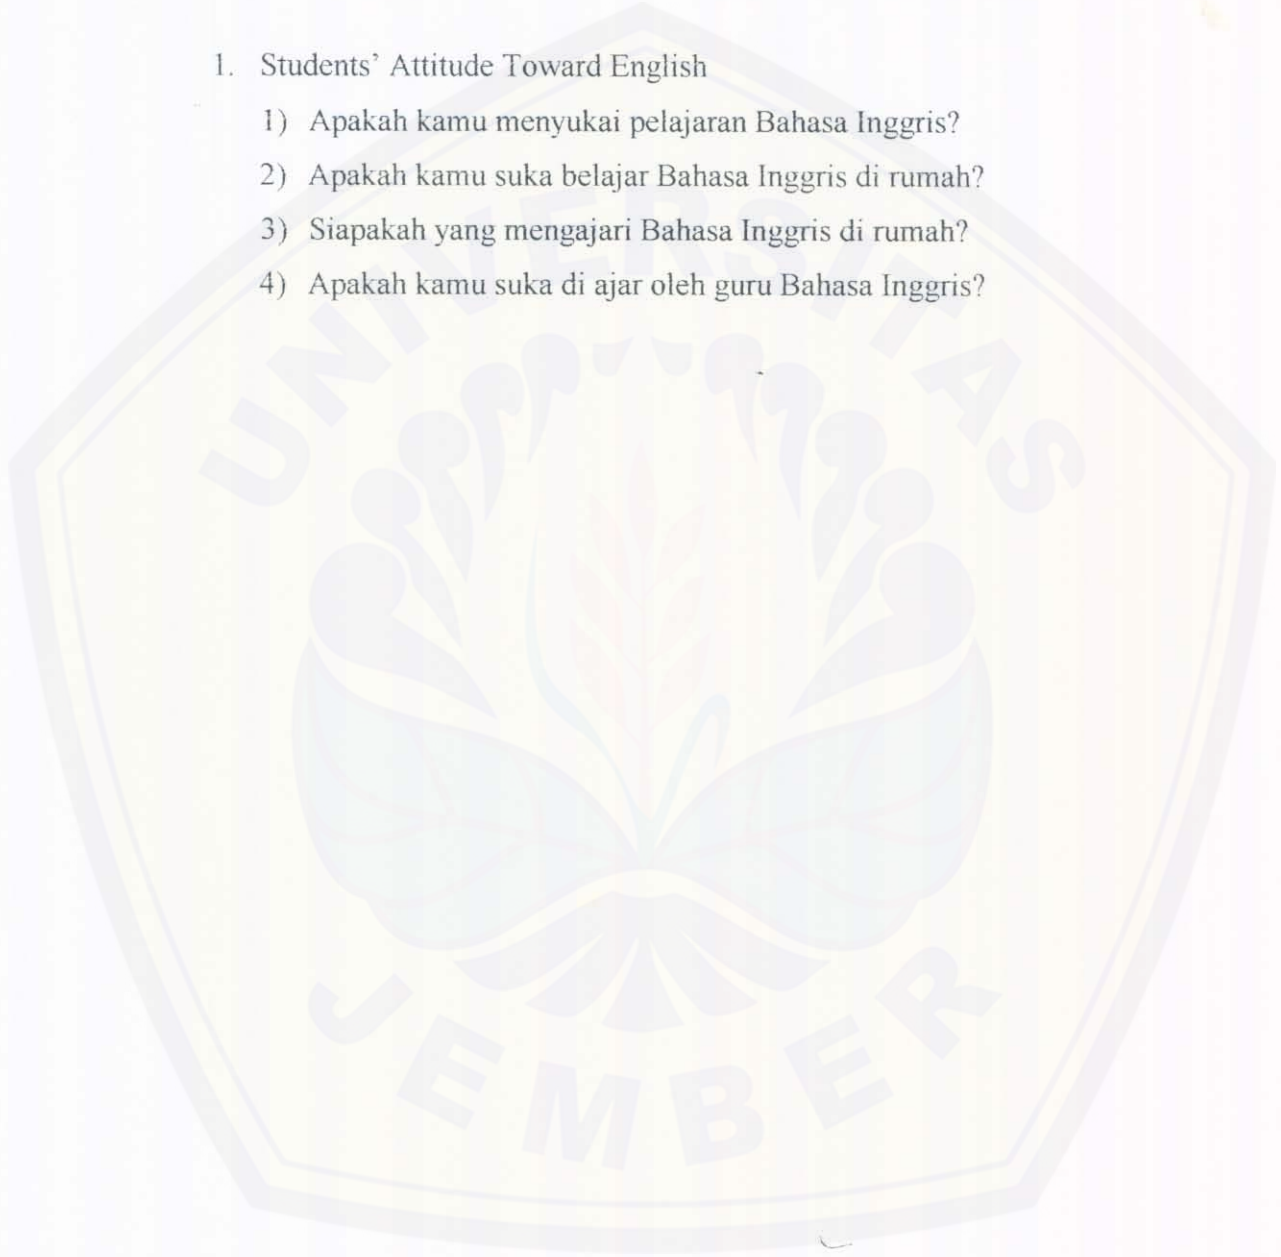 1. Students’ Attitude Toward English
1) Apakah kamu menyukai pelajaran Bahasa Inggris?
2) Apakah kamu suka belajar Bahasa Inggris di rumah?
3) Siapakah yang mengajari Bahasa Inggris di rumah?
4) Apakah kamu suka di ajar oleh guru Bahasa Inggris?
UNIVERSITAS
JEMBER